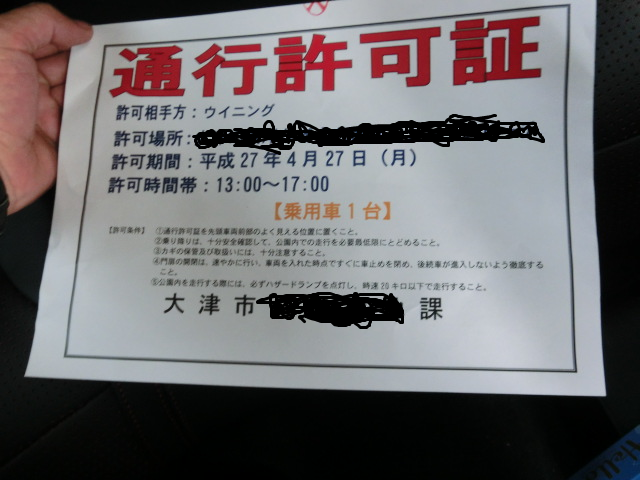 通行許可証
許可相手方：ウイニング
許可場所：
許可期間：平成27年4月27日（月）
許可時間帯：13:00～17:00
【乗用車1台】
【許可条件】 ①通行許可証を先頭車両前部のよく見える位置に置くこと。
②乗り降りは、十分安全確認して、公園内での走行を必要最低限にとどめること。
③カギの保管及び取扱いには、十分注意すること。
④門扉の開閉は、速やかに行い、車両を入れた時点ですぐに車止めを閉め、後続車が進入しないよう徹底する
こと。
⑤公園内を走行する際には、必ずハザードランプを点灯し、時速20キロ以下で走行すること。
大津市 課